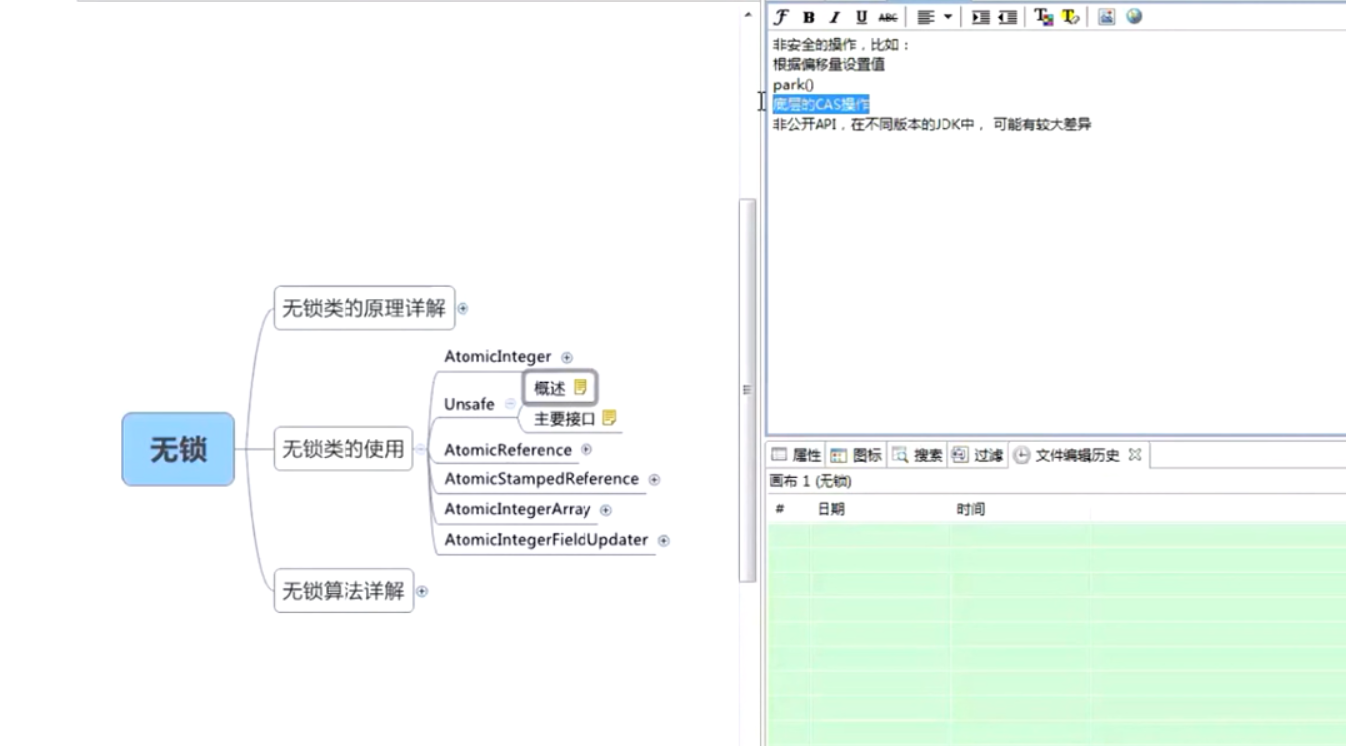 F B I U ABC
非安全的操作，比如：
根据偏移量设置值
park()
底层的CAS操作
非公开API，在不同版本的JDK中， 可能有较大差异
无锁
无锁类的原理详解
无锁类的使用
AtomicInteger
Unsafe
概述
主要接口
AtomicReference
AtomicStampedReference
AtomicIntegerArray
AtomicIntegerFieldUpdater
无锁算法详解
属性 图标 搜索 过滤 文件编辑历史
画布 1 (无锁)
# 日期 时间